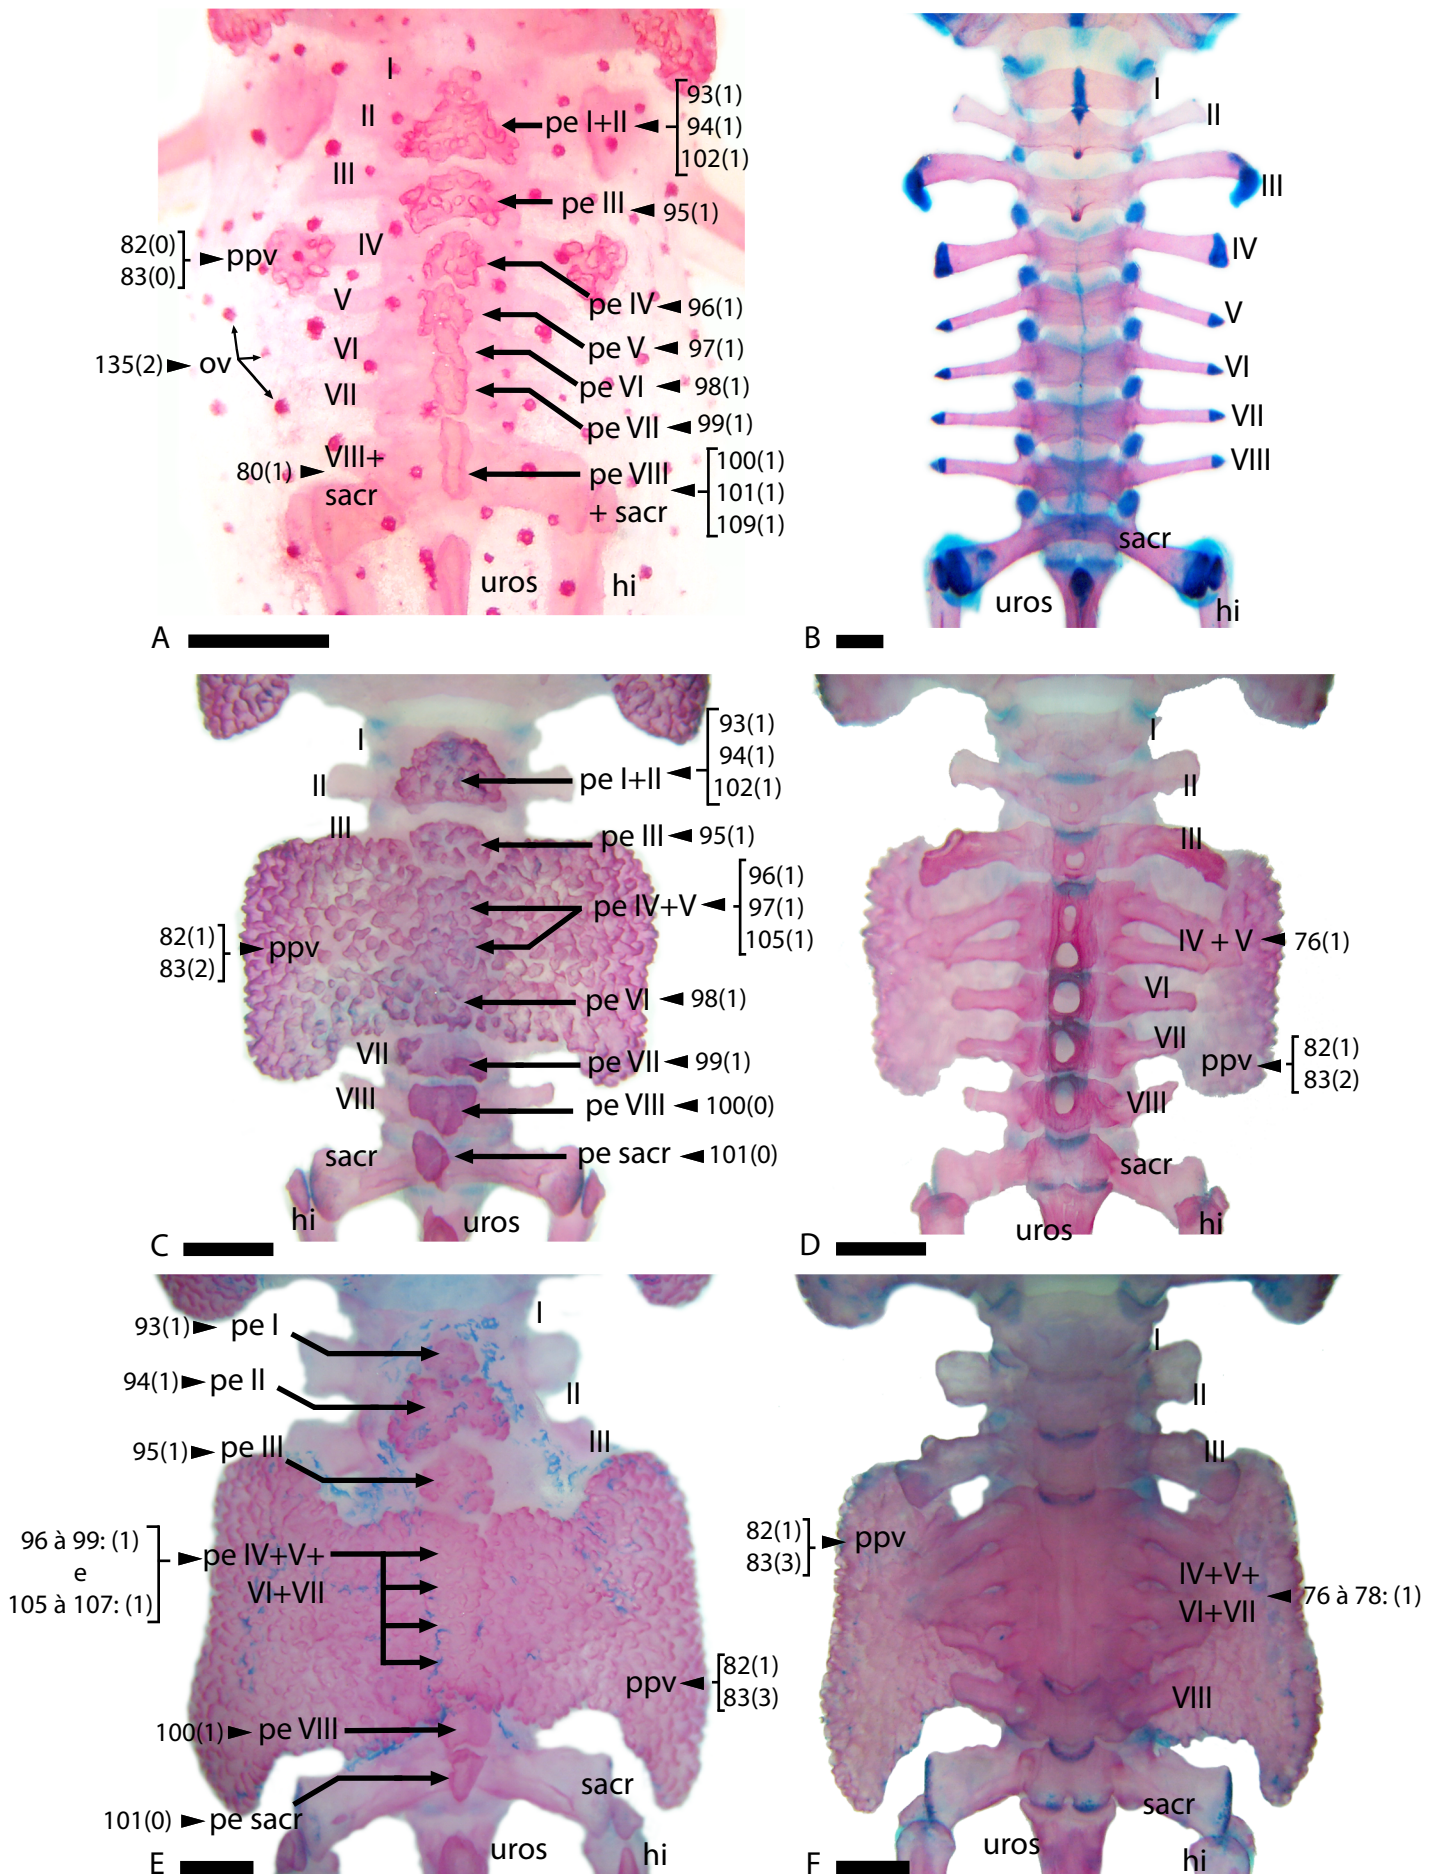 I
II
III
IV
V
VI
VII
VIII+
sacr
80(1)
82(0)
83(0)
ppv
135(2)
ov
pe I+II
93(1)
94(1)
102(1)
pe III
95(1)
pe IV
96(1)
pe V
97(1)
pe VI
98(1)
pe VII
99(1)
pe VIII
+ sacr
100(1)
101(1)
109(1)
uros
hi
A
I
II
III
IV
V
VI
VII
VIII
sacr
uros
hi
B
I
II
III
82(1)
83(2)
ppv
VII
VIII
sacr
hi
uros
pe I+II
93(1)
94(1)
102(1)
pe III
95(1)
pe IV+V
96(1)
97(1)
105(1)
pe VI
98(1)
pe VII
99(1)
pe VIII
100(0)
pe sacr
101(0)
C
I
II
III
IV + V
76(1)
VI
VII
ppv
82(1)
83(2)
VIII
sacr
uros
hi
D
93(1)
pe I
94(1)
pe II
95(1)
pe III
96 à 99: (1)
e
105 à 107: (1)
pe IV+V+
VI+VII
100(1)
pe VIII
101(0)
pe sacr
I
II
III
ppv
82(1)
83(3)
sacr
uros
hi
E
I
II
III
82(1)
83(3)
ppv
IV+V+
VI+VII
76 à 78: (1)
VIII
sacr
uros
hi
F